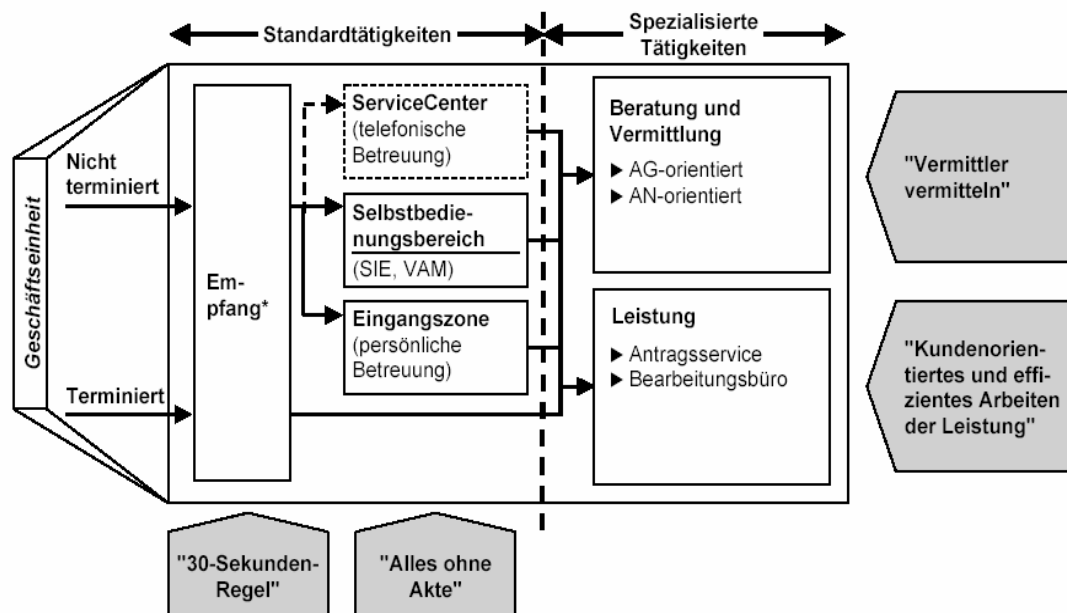 Standardtätigkeiten
Spezialisierte
Tätigkeiten
Geschäftseinheit
Nicht
terminiert
Terminiert
Em-
pfang*
ServiceCenter
(telefonische
Betreuung)
Selbstbedie-
nungsbereich
(SIE, VAM)
Eingangszone
(persönliche
Betreuung)
Beratung und
Vermittlung
▶ AG-orientiert
▶ AN-orientiert
Leistung
▶ Antragsservice
▶ Bearbeitungsbüro
"Vermittler
vermitteln"
"Kundenorien-
tiertes und effi-
zientes Arbeiten
der Leistung"
"30-Sekunden-
Regel"
"Alles ohne
Akte"